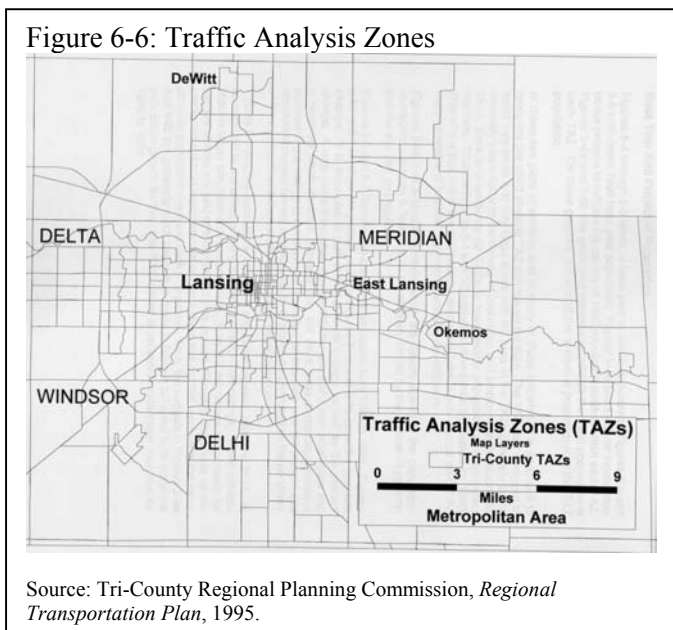 Figure 6-6: Traffic Analysis Zones
DeWitt
DELTA
MERIDIAN
Lansing
East Lansing
Okemos
WINDSOR
DELHI
Traffic Analysis Zones (TAZs)
Map Layers
Tri-County TAZs
0 3 6 9
Miles
Metropolitan Area
Source: Tri-County Regional Planning Commission, Regional
Transportation Plan, 1995.